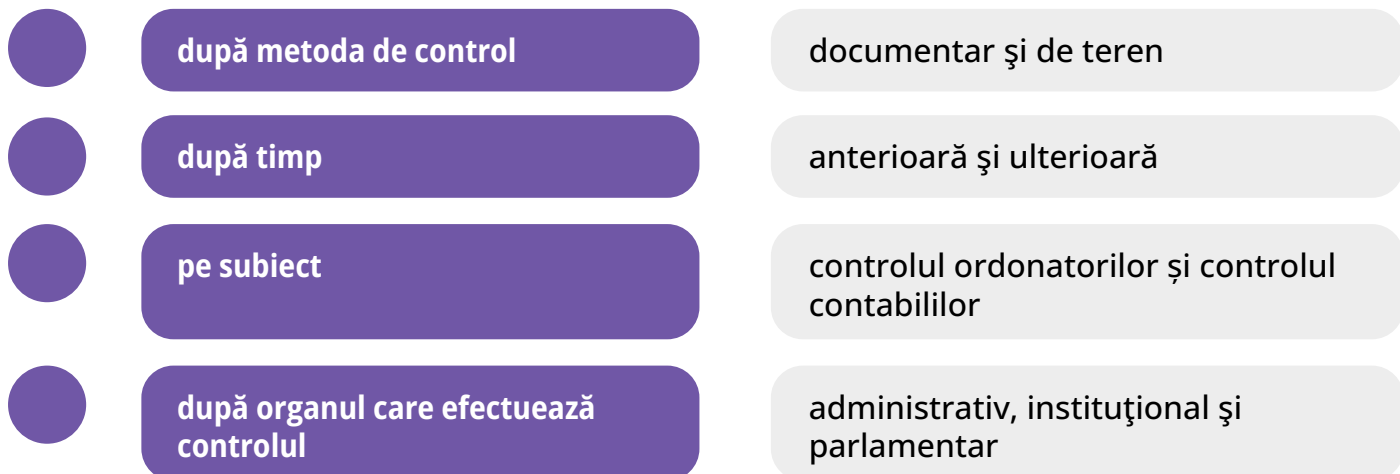 după metoda de control
documentar şi de teren
după timp
anterioară şi ulterioară
pe subiect
controlul ordonatorilor și controlul
contabililor
după organul care efectuează
controlul
administrativ, instituţional şi
parlamentar